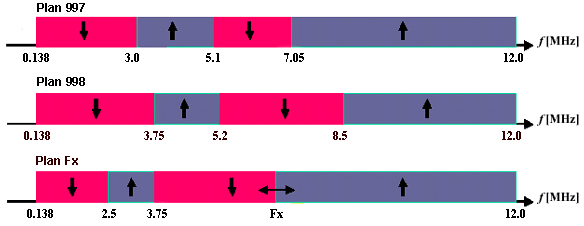 Plan 997
f[MHz]
0.138 3.0 5.1 7.05 12.0
Plan 998
f[MHz]
0.138 3.75 5.2 8.5 12.0
Plan Fx
f[MHz]
0.138 2.5 3.75 Fx 12.0